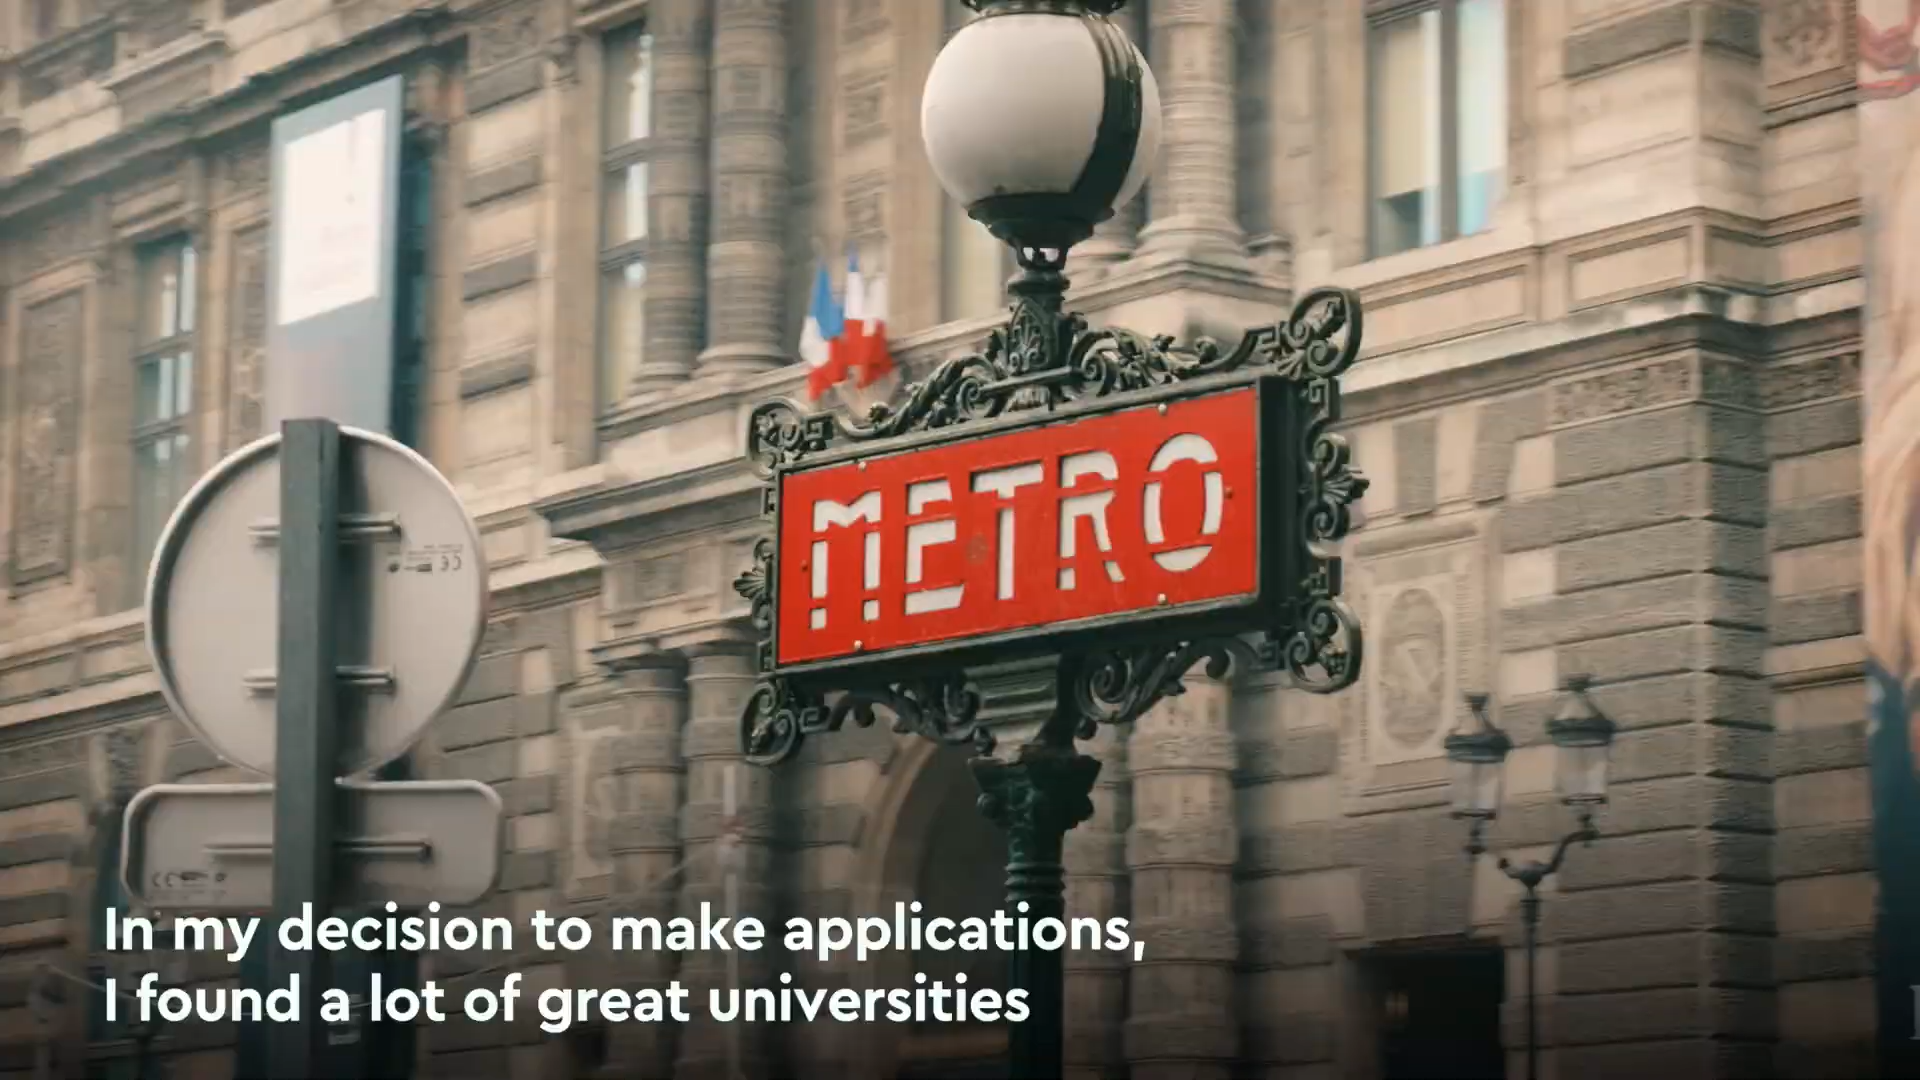 METRO
In my decision to make applications,
I found a lot of great universities